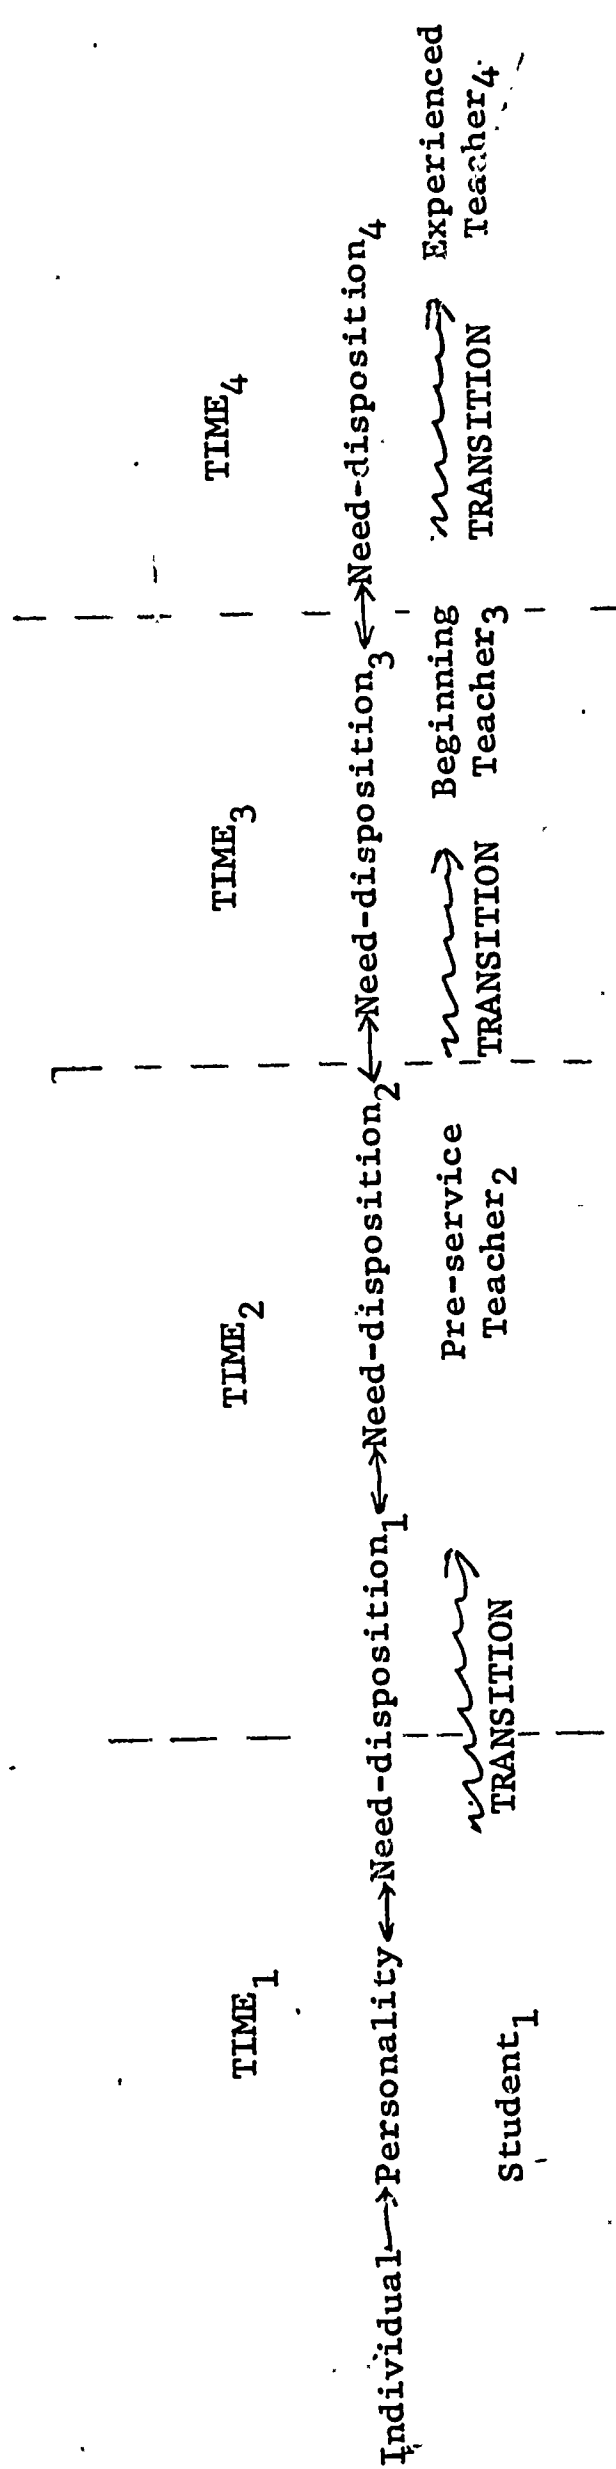 TIME₁ TIME₂ TIME₃ TIME₄
Individual→Personality↔Need-disposition₁↔Need-disposition₂↔Need-disposition₃↔Need-disposition₄
Student₁ TRANSITION Pre-service Teacher₂ TRANSITION Beginning Teacher₃ TRANSITION Experienced Teacher₄